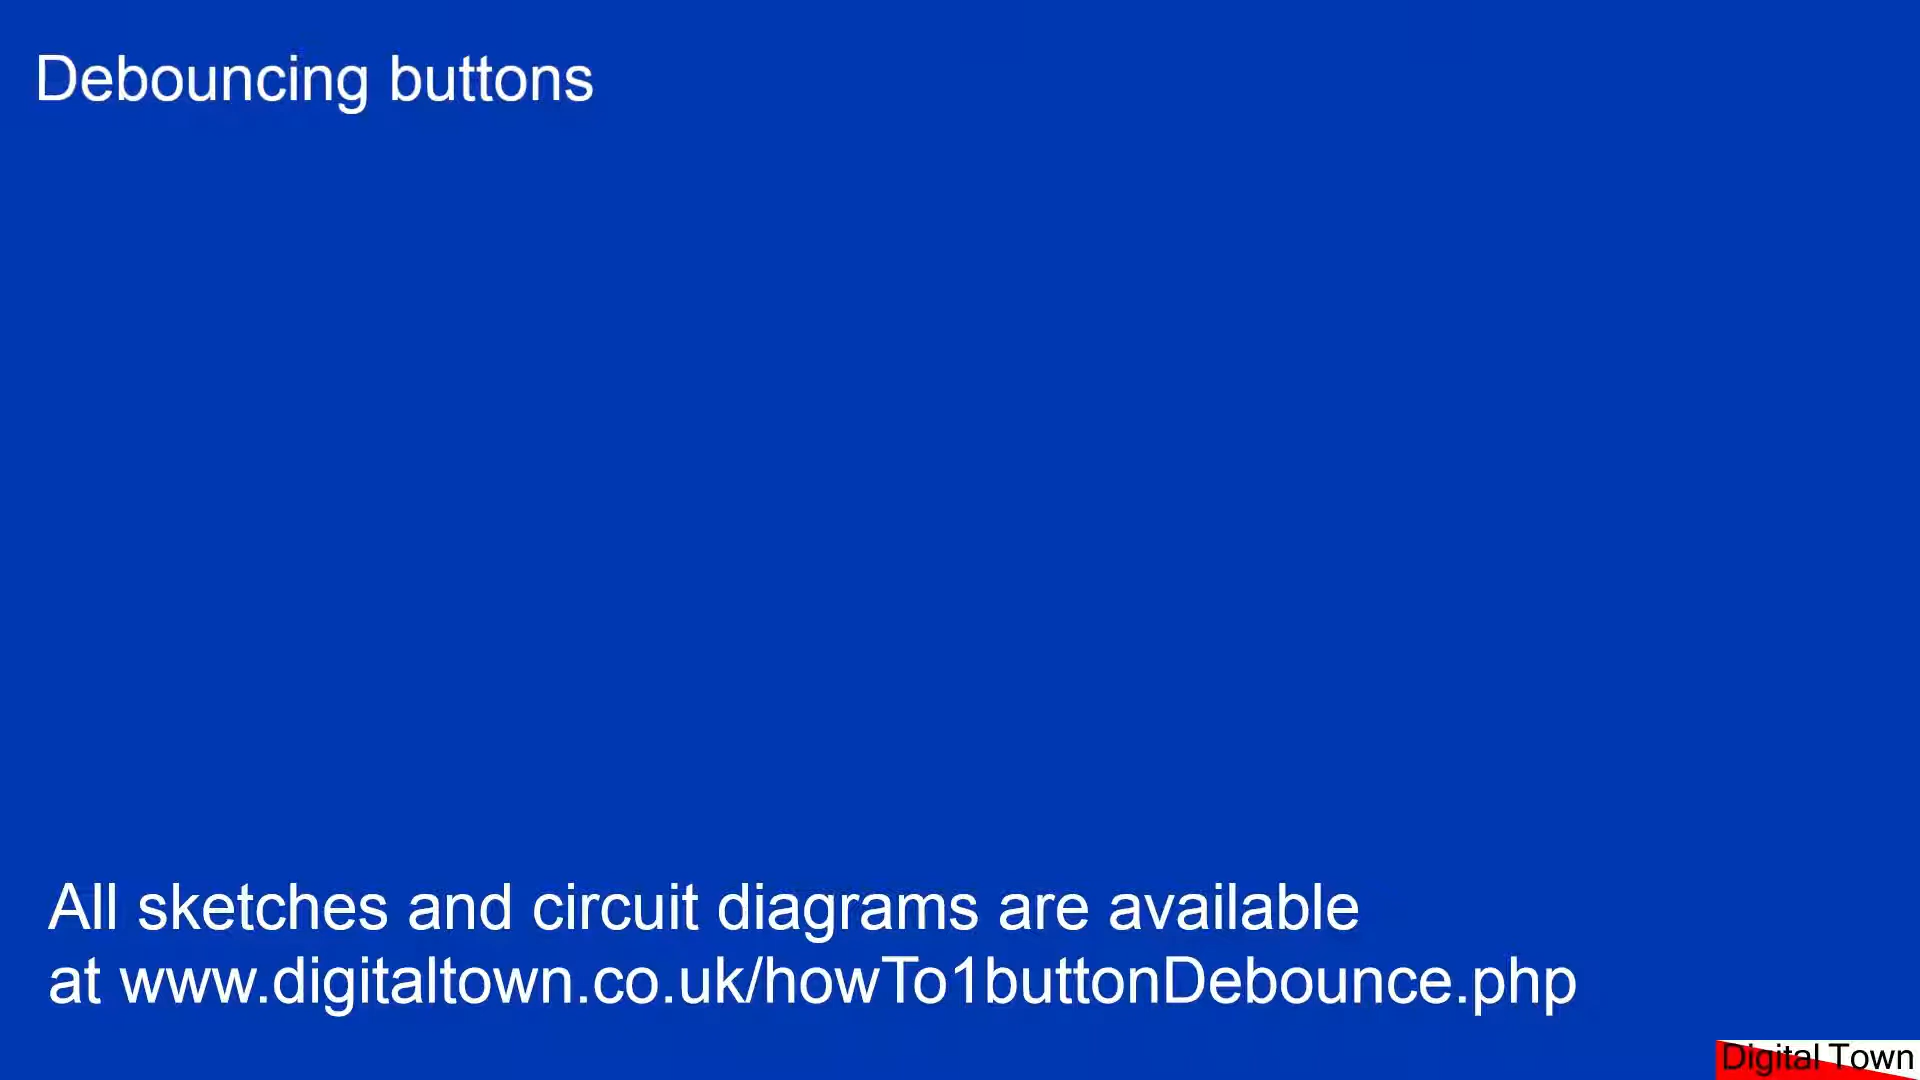 Debouncing buttons
All sketches and circuit diagrams are available
at www.digitaltown.co.uk/howTo1buttonDebounce.php
Digital Town